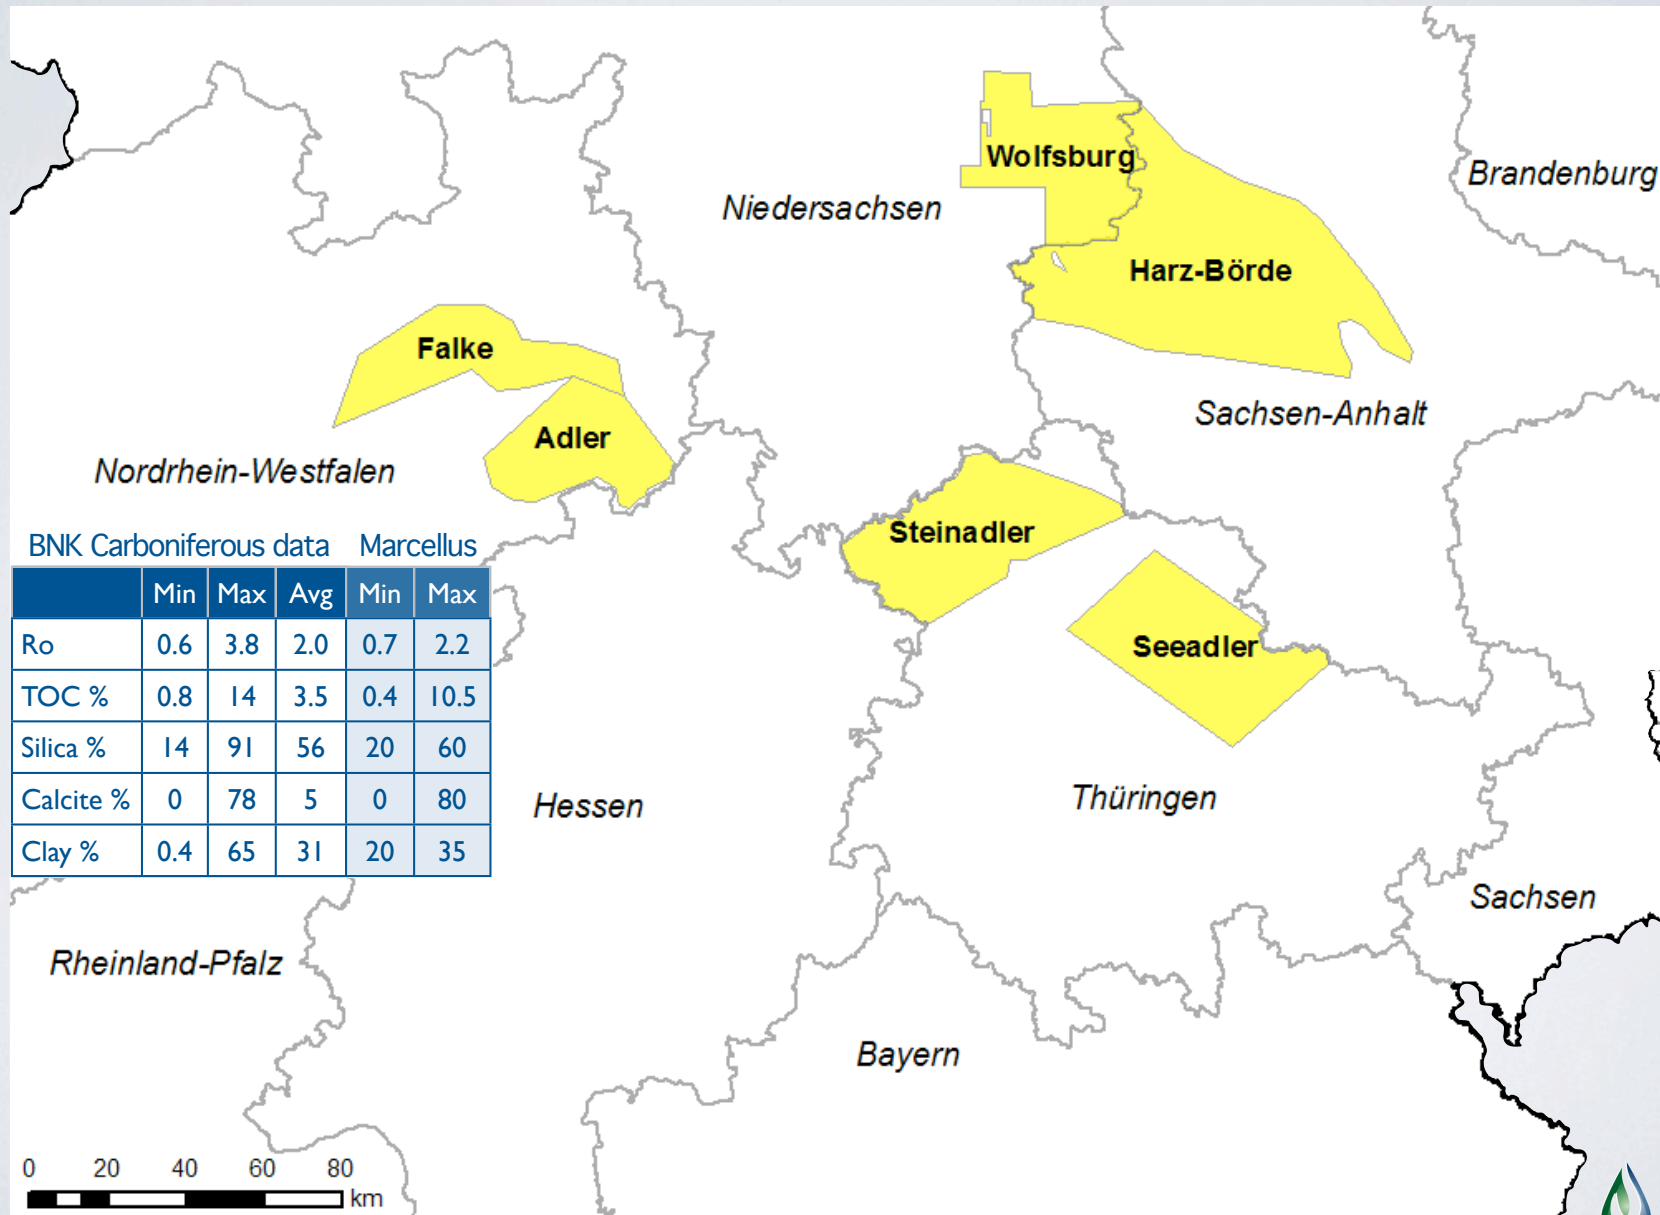 Wolfsburg
Brandenburg
Niedersachsen
Harz-Börde
Falke
Sachsen-Anhalt
Adler
Nordrhein-Westfalen
Steinadler
BNK Carboniferous data Marcellus
Min Max Avg Min Max
Ro 0.6 3.8 2.0 0.7 2.2
TOC % 0.8 14 3.5 0.4 10.5
Silica % 14 91 56 20 60
Calcite % 0 78 5 0 80
Clay % 0.4 65 31 20 35
Seeadler
Hessen
Thüringen
Sachsen
Rheinland-Pfalz
Bayern
0 20 40 60 80
km